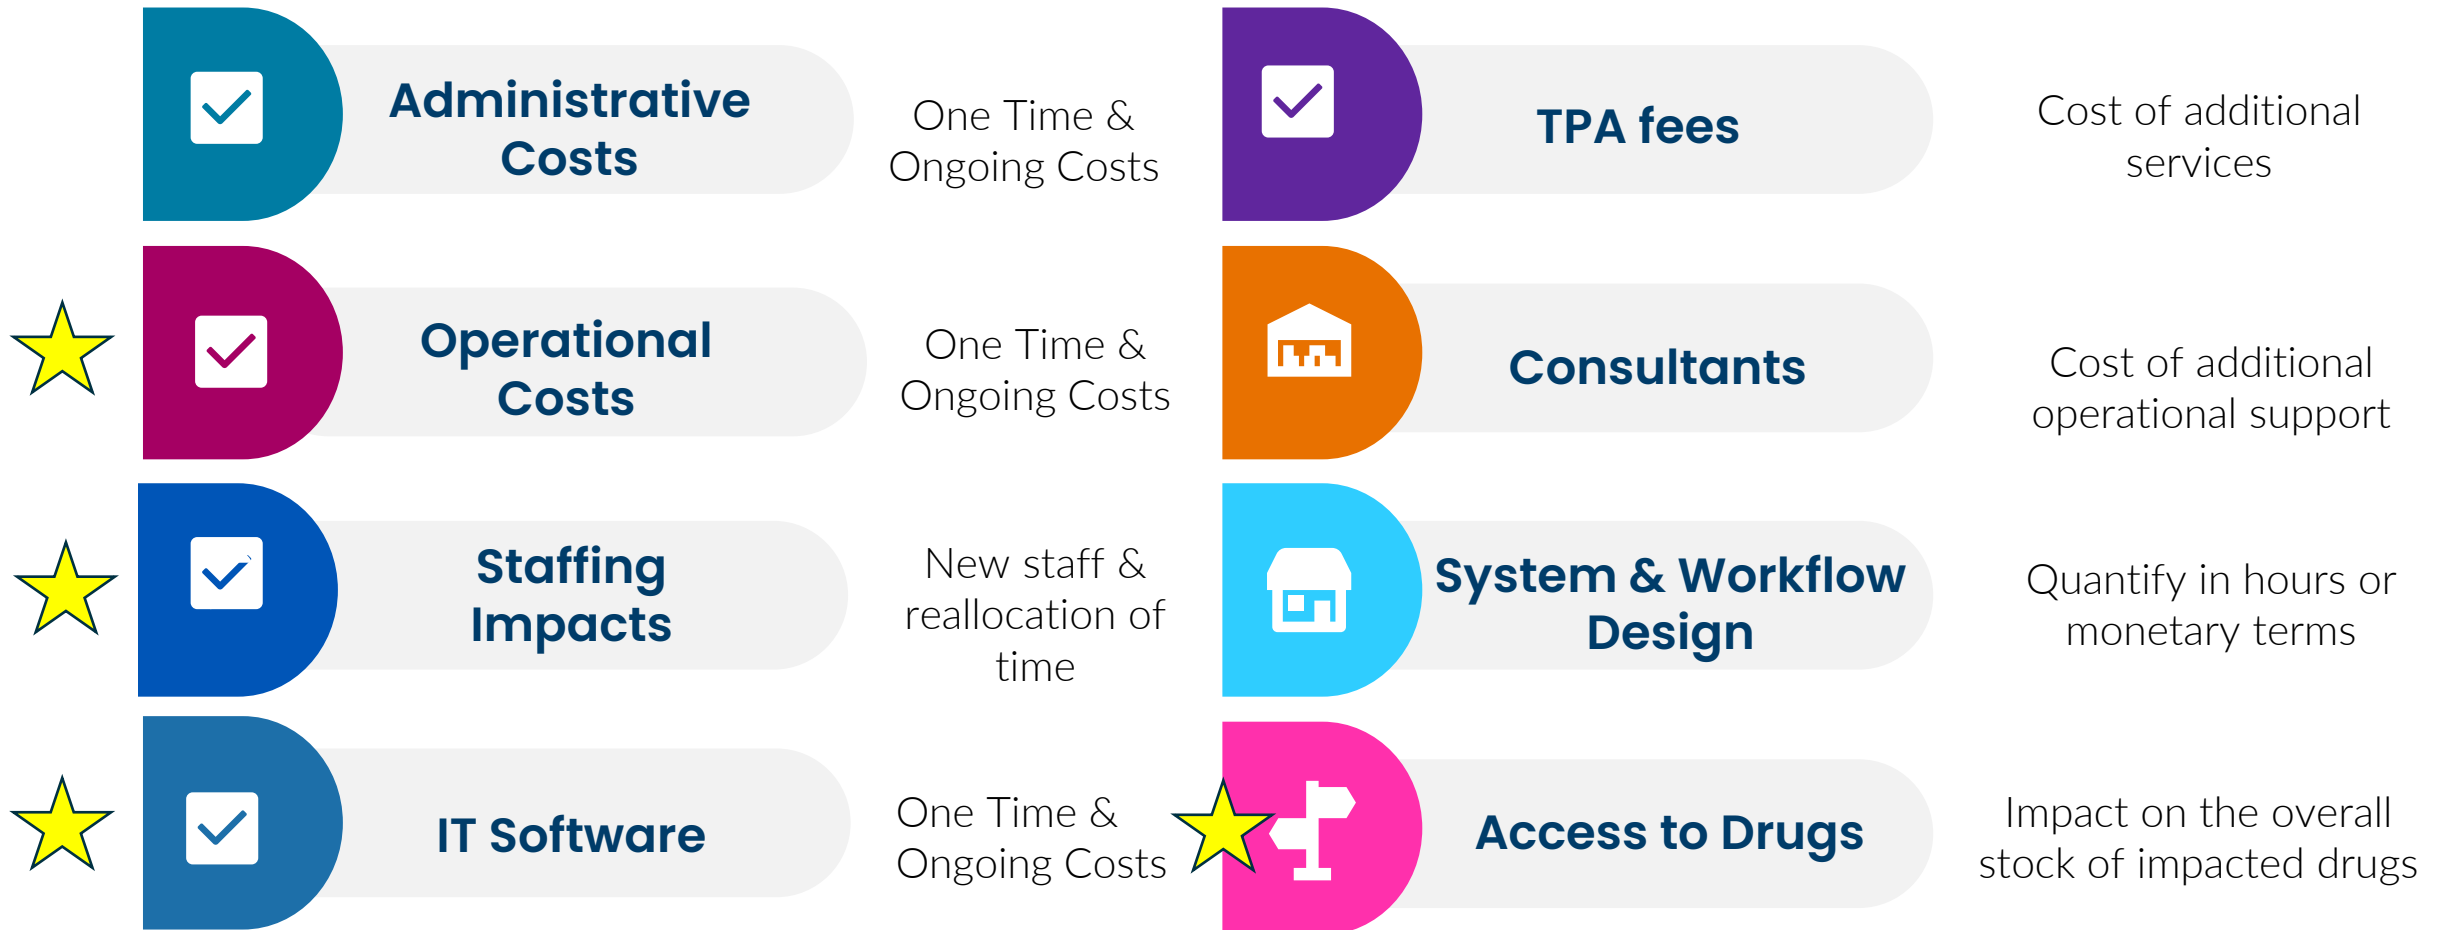 Administrative
Costs
One Time &
Ongoing Costs
Operational
Costs
One Time &
Ongoing Costs
Staffing
Impacts
New staff &
reallocation of
time
IT Software
One Time &
Ongoing Costs
TPA fees
Cost of additional
services
Consultants
Cost of additional
operational support
System & Workflow
Design
Quantify in hours or
monetary terms
Access to Drugs
Impact on the overall
stock of impacted drugs